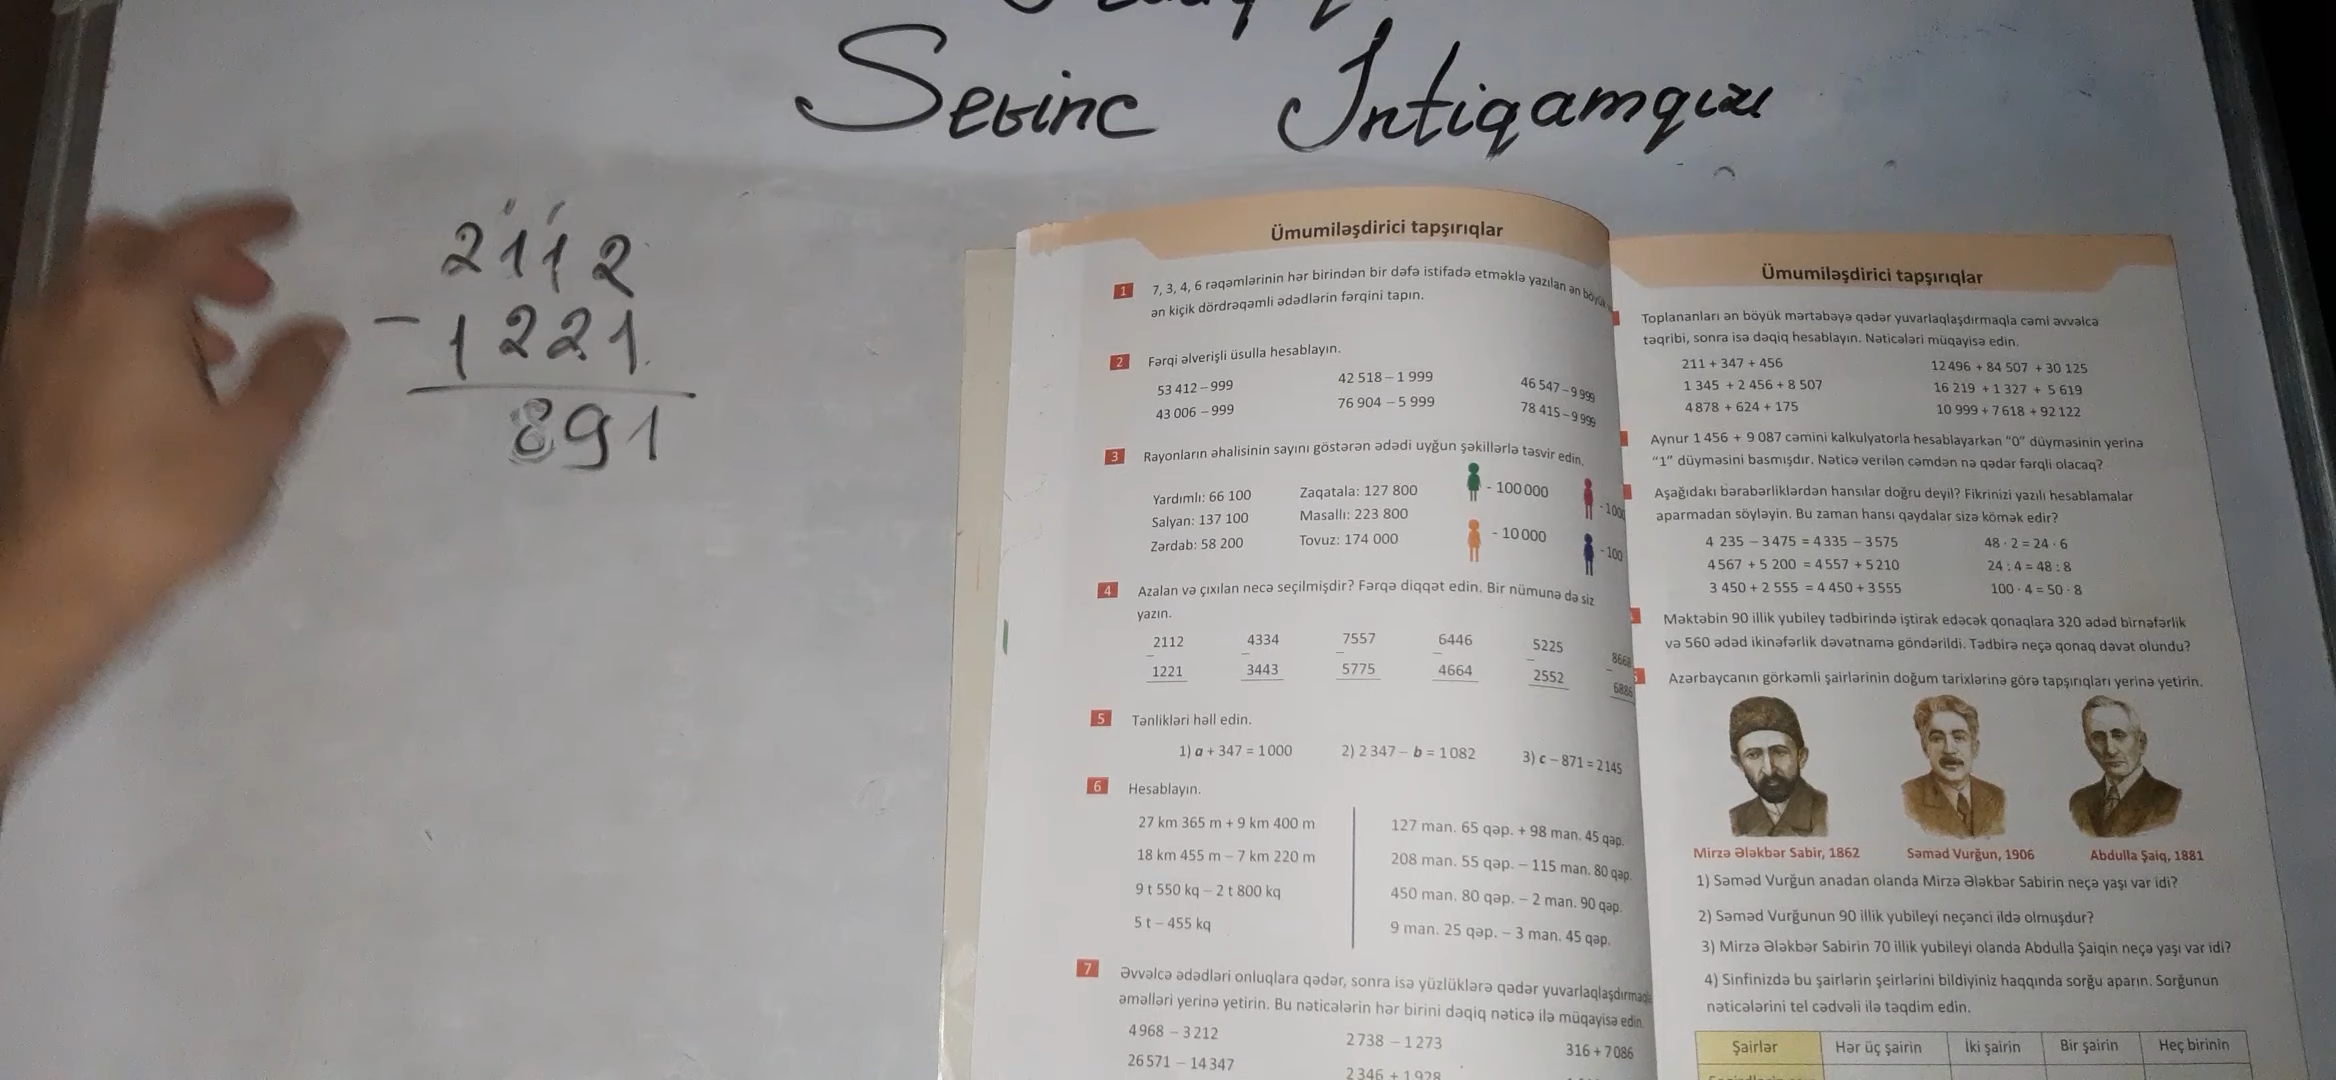 Sevinc İntiqamqızı
2112
− 1221
891
Ümumiləşdirici tapşırıqlar
1 7, 3, 4, 6 rəqəmlərinin hər birindən bir dəfə istifadə etməklə yazılan ən böyük
ən kiçik dördrəqəmli ədədlərin fərqini tapın.
2 Fərqi əlverişli üsulla hesablayın.
53 412 – 999 42 518 – 1 999 46 547 – 9 999
43 006 – 999 76 904 – 5 999 78 415 – 9 999
3 Rayonların əhalisinin sayını göstərən ədədi uyğun şəkillərlə təsvir edin.
Yardımlı: 66 100 Zaqatala: 127 800 - 100 000 - 100
Salyan: 137 100 Masallı: 223 800
Zərdab: 58 200 Tovuz: 174 000 - 10 000 - 100
4 Azalan və çıxılan necə seçilmişdir? Fərqə diqqət edin. Bir nümunə də siz
yazın.
2112 4334 7557 6446 5225 8668
– – – – – –
1221 3443 5775 4664 2552 6886
5 Tənlikləri həll edin.
1) a + 347 = 1000 2) 2 347 – b = 1 082 3) c – 871 = 2145
6 Hesablayın.
27 km 365 m + 9 km 400 m 127 man. 65 qəp. + 98 man. 45 qəp.
18 km 455 m – 7 km 220 m 208 man. 55 qəp. – 115 man. 80 qəp.
9 t 550 kq – 2 t 800 kq 450 man. 80 qəp. – 2 man. 90 qəp.
5 t – 455 kq 9 man. 25 qəp. – 3 man. 45 qəp.
7 Əvvəlcə ədədləri onluqlara qədər, sonra isə yüzlüklərə qədər yuvarlaqlaşdırmaqla
əməlləri yerinə yetirin. Bu nəticələrin hər birini dəqiq nəticə ilə müqayisə edin.
4 968 – 3 212 2 738 – 1 273 316 + 7 086
26 571 – 14 347 2 346 + 1 928
Ümumiləşdirici tapşırıqlar
Toplananları ən böyük mərtəbəyə qədər yuvarlaqlaşdırmaqla cəmi əvvəlcə
təqribi, sonra isə dəqiq hesablayın. Nəticələri müqayisə edin.
211 + 347 + 456 12 496 + 84 507 + 30 125
1 345 + 2 456 + 8 507 16 219 + 1 327 + 5 619
4 878 + 624 + 175 10 999 + 7 618 + 92 122
Aynur 1 456 + 9 087 cəmini kalkulyatorla hesablayarkən "0" düyməsinin yerinə
"1" düyməsini basmışdır. Nəticə verilən cəmdən nə qədər fərqli olacaq?
Aşağıdakı bərabərliklərdən hansılar doğru deyil? Fikrinizi yazılı hesablamalar
aparmadan söyləyin. Bu zaman hansı qaydalar sizə kömək edir?
4 235 – 3 475 = 4 335 – 3 575 48 · 2 = 24 · 6
4 567 + 5 200 = 4 557 + 5 210 24 : 4 = 48 : 8
3 450 + 2 555 = 4 450 + 3 555 100 · 4 = 50 · 8
Məktəbin 90 illik yubiley tədbirində iştirak edəcək qonaqlara 320 ədəd birnəfərlik
və 560 ədəd ikinəfərlik dəvətnamə göndərildi. Tədbirə neçə qonaq dəvət olundu?
Azərbaycanın görkəmli şairlərinin doğum tarixlərinə görə tapşırıqları yerinə yetirin.
Mirzə Ələkbər Sabir, 1862 Səməd Vurğun, 1906 Abdulla Şaiq, 1881
1) Səməd Vurğun anadan olanda Mirzə Ələkbər Sabirin neçə yaşı var idi?
2) Səməd Vurğunun 90 illik yubileyi neçənci ildə olmuşdur?
3) Mirzə Ələkbər Sabirin 70 illik yubileyi olanda Abdulla Şaiqin neçə yaşı var idi?
4) Sinfinizdə bu şairlərin şeirlərini bildiyiniz haqqında sorğu aparın. Sorğunun
nəticələrini tel cədvəli ilə təqdim edin.
Şairlər Hər üç şairin İki şairin Bir şairin Heç birinin